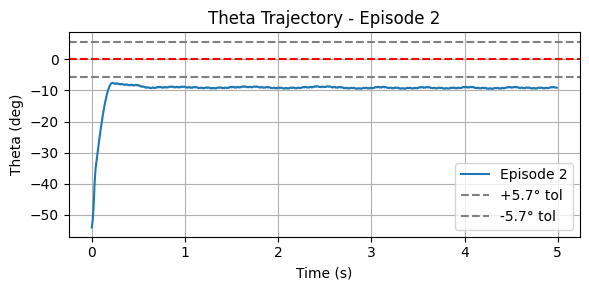 Theta Trajectory - Episode 2
Theta (deg)
0
−10
−20
−30
−40
−50
Episode 2
+5.7° tol
-5.7° tol
0
1
2
3
4
5
Time (s)